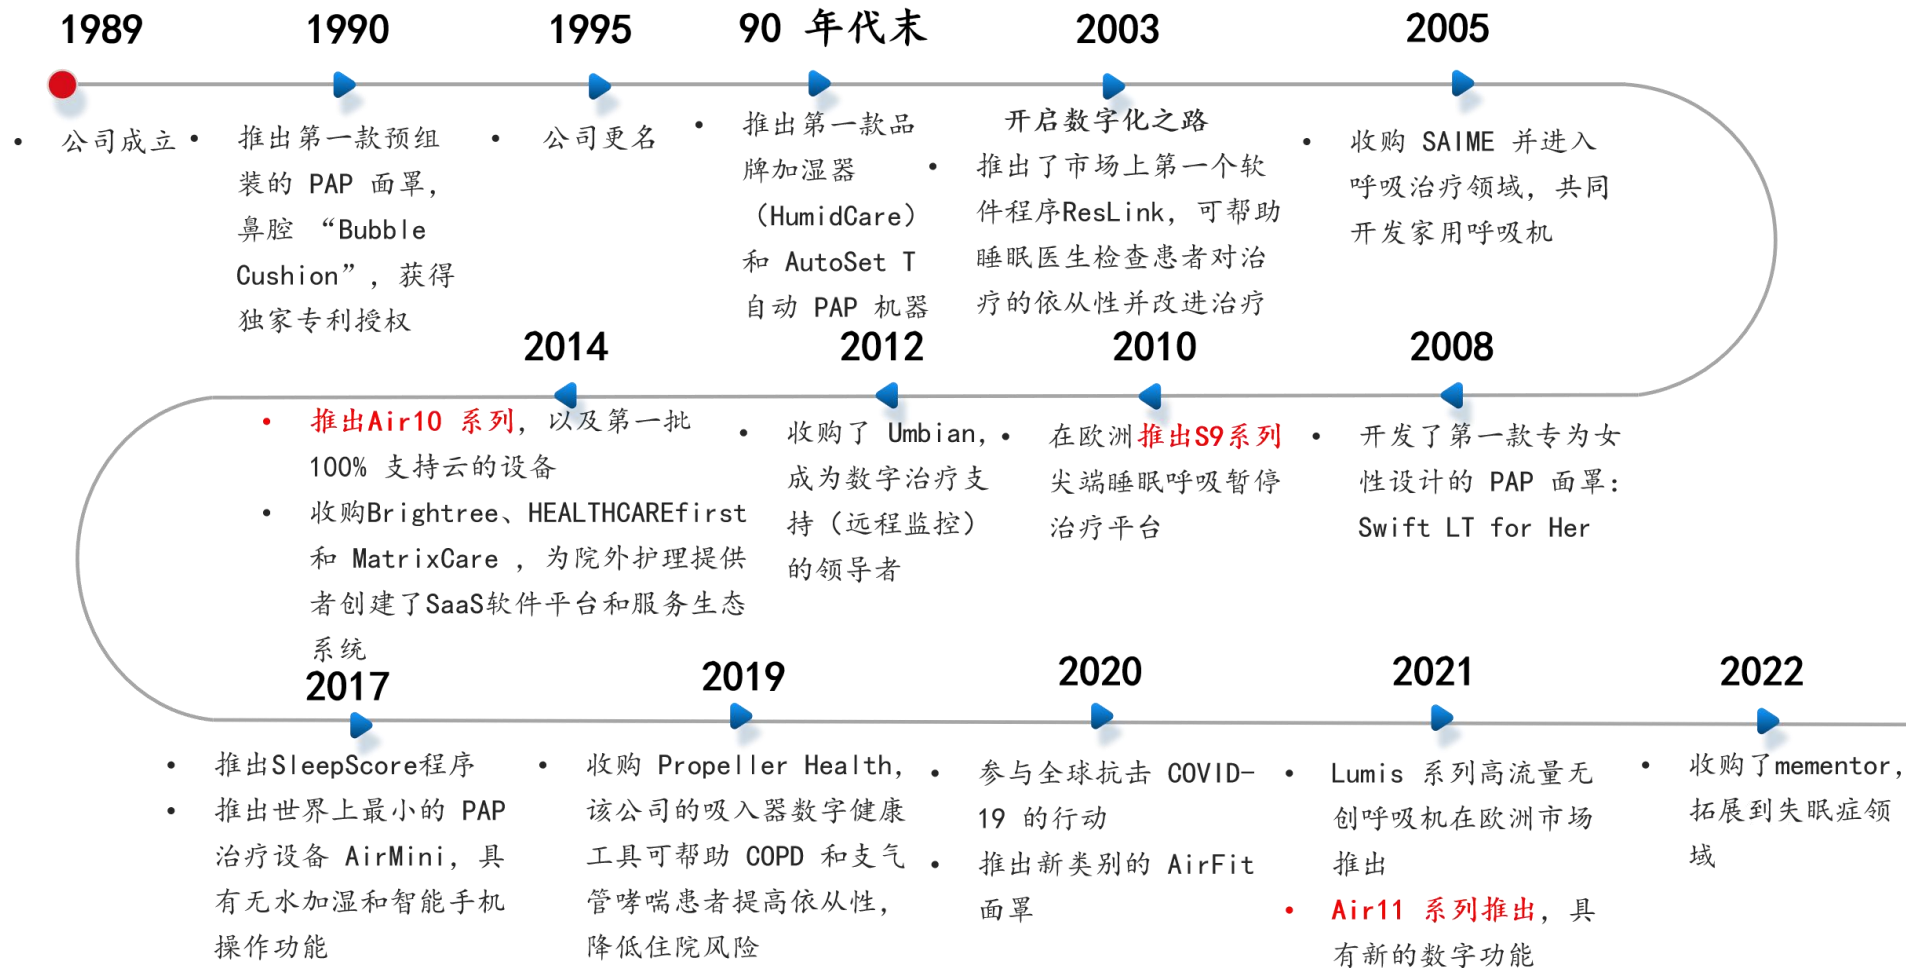 1989
公司成立
1990
推出第一款预组
装的 PAP 面罩，
鼻腔 “Bubble
Cushion”，获得
独家专利授权
1995
公司更名
90 年代末
推出第一款品
牌加湿器
（HumidCare）
和 AutoSet T
自动 PAP 机器
2003
开启数字化之路
推出了市场上第一个软
件程序ResLink，可帮助
睡眠医生检查患者对治
疗的依从性并改进治疗
2005
收购 SAIME 并进入
呼吸治疗领域，共同
开发家用呼吸机
2008
开发了第一款专为女
性设计的 PAP 面罩：
Swift LT for Her
2010
在欧洲推出S9系列
尖端睡眠呼吸暂停
治疗平台
2012
收购了 Umbian，
成为数字治疗支
持（远程监控）
的领导者
2014
推出Air10 系列，以及第一批
100% 支持云的设备
收购Brightree、HEALTHCAREfirst
和 MatrixCare ，为院外护理提供
者创建了SaaS软件平台和服务生态
系统
2017
推出SleepScore程序
推出世界上最小的 PAP
治疗设备 AirMini，具
有无水加湿和智能手机
操作功能
2019
收购 Propeller Health，
该公司的吸入器数字健康
工具可帮助 COPD 和支气
管哮喘患者提高依从性，
降低住院风险
2020
参与全球抗击 COVID-
19 的行动
推出新类别的 AirFit
面罩
2021
Lumis 系列高流量无
创呼吸机在欧洲市场
推出
Air11 系列推出，具
有新的数字功能
2022
收购了mementor，
拓展到失眠症领
域